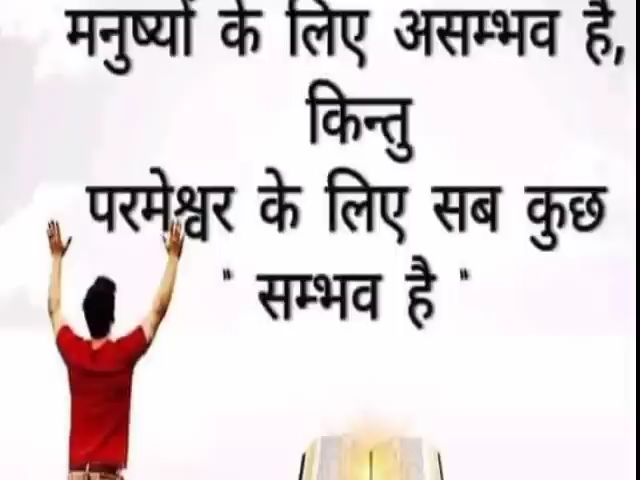 मनुष्यों के लिए असम्भव है,
किन्तु
परमेश्वर के लिए सब कुछ
" सम्भव है "